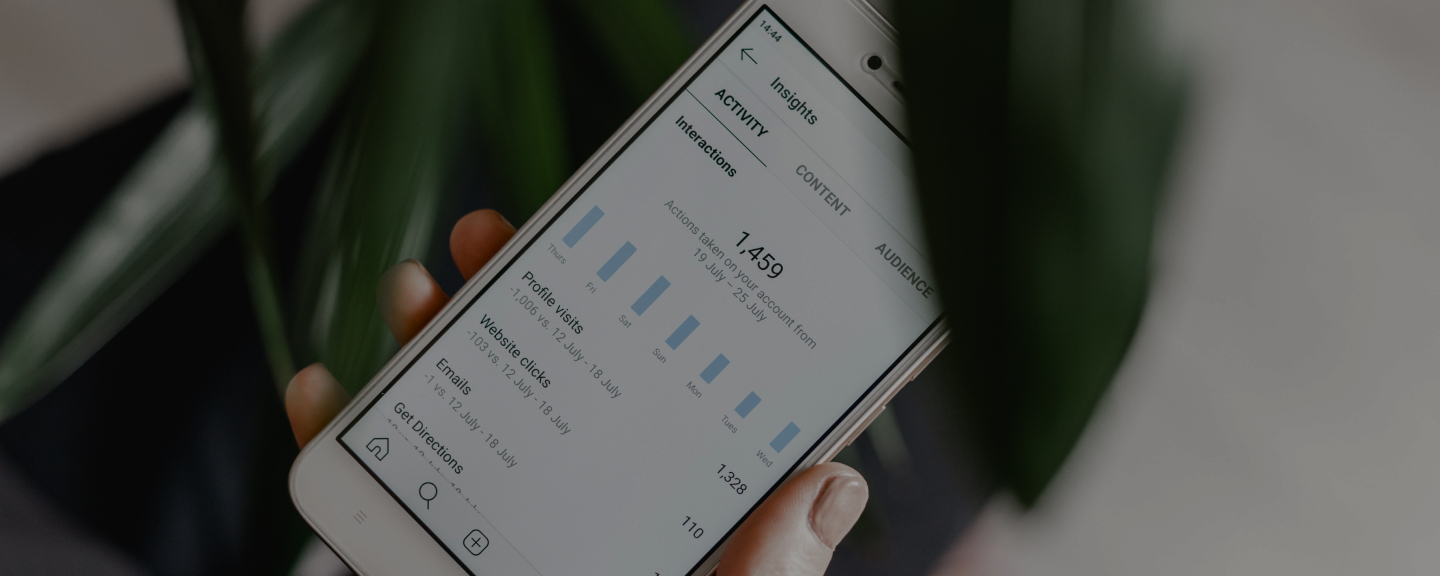 14:44
Insights
ACTIVITY
CONTENT
AUDIENCE
Interactions
1,459
Actions taken on your account from
19 July – 25 July
Thurs
Fri
Sat
Sun
Mon
Tues
Wed
Profile visits
1,328
-1,006 vs. 12 July - 18 July
Website clicks
110
-103 vs. 12 July - 18 July
Emails
-1 vs. 12 July - 18 July
Get Directions